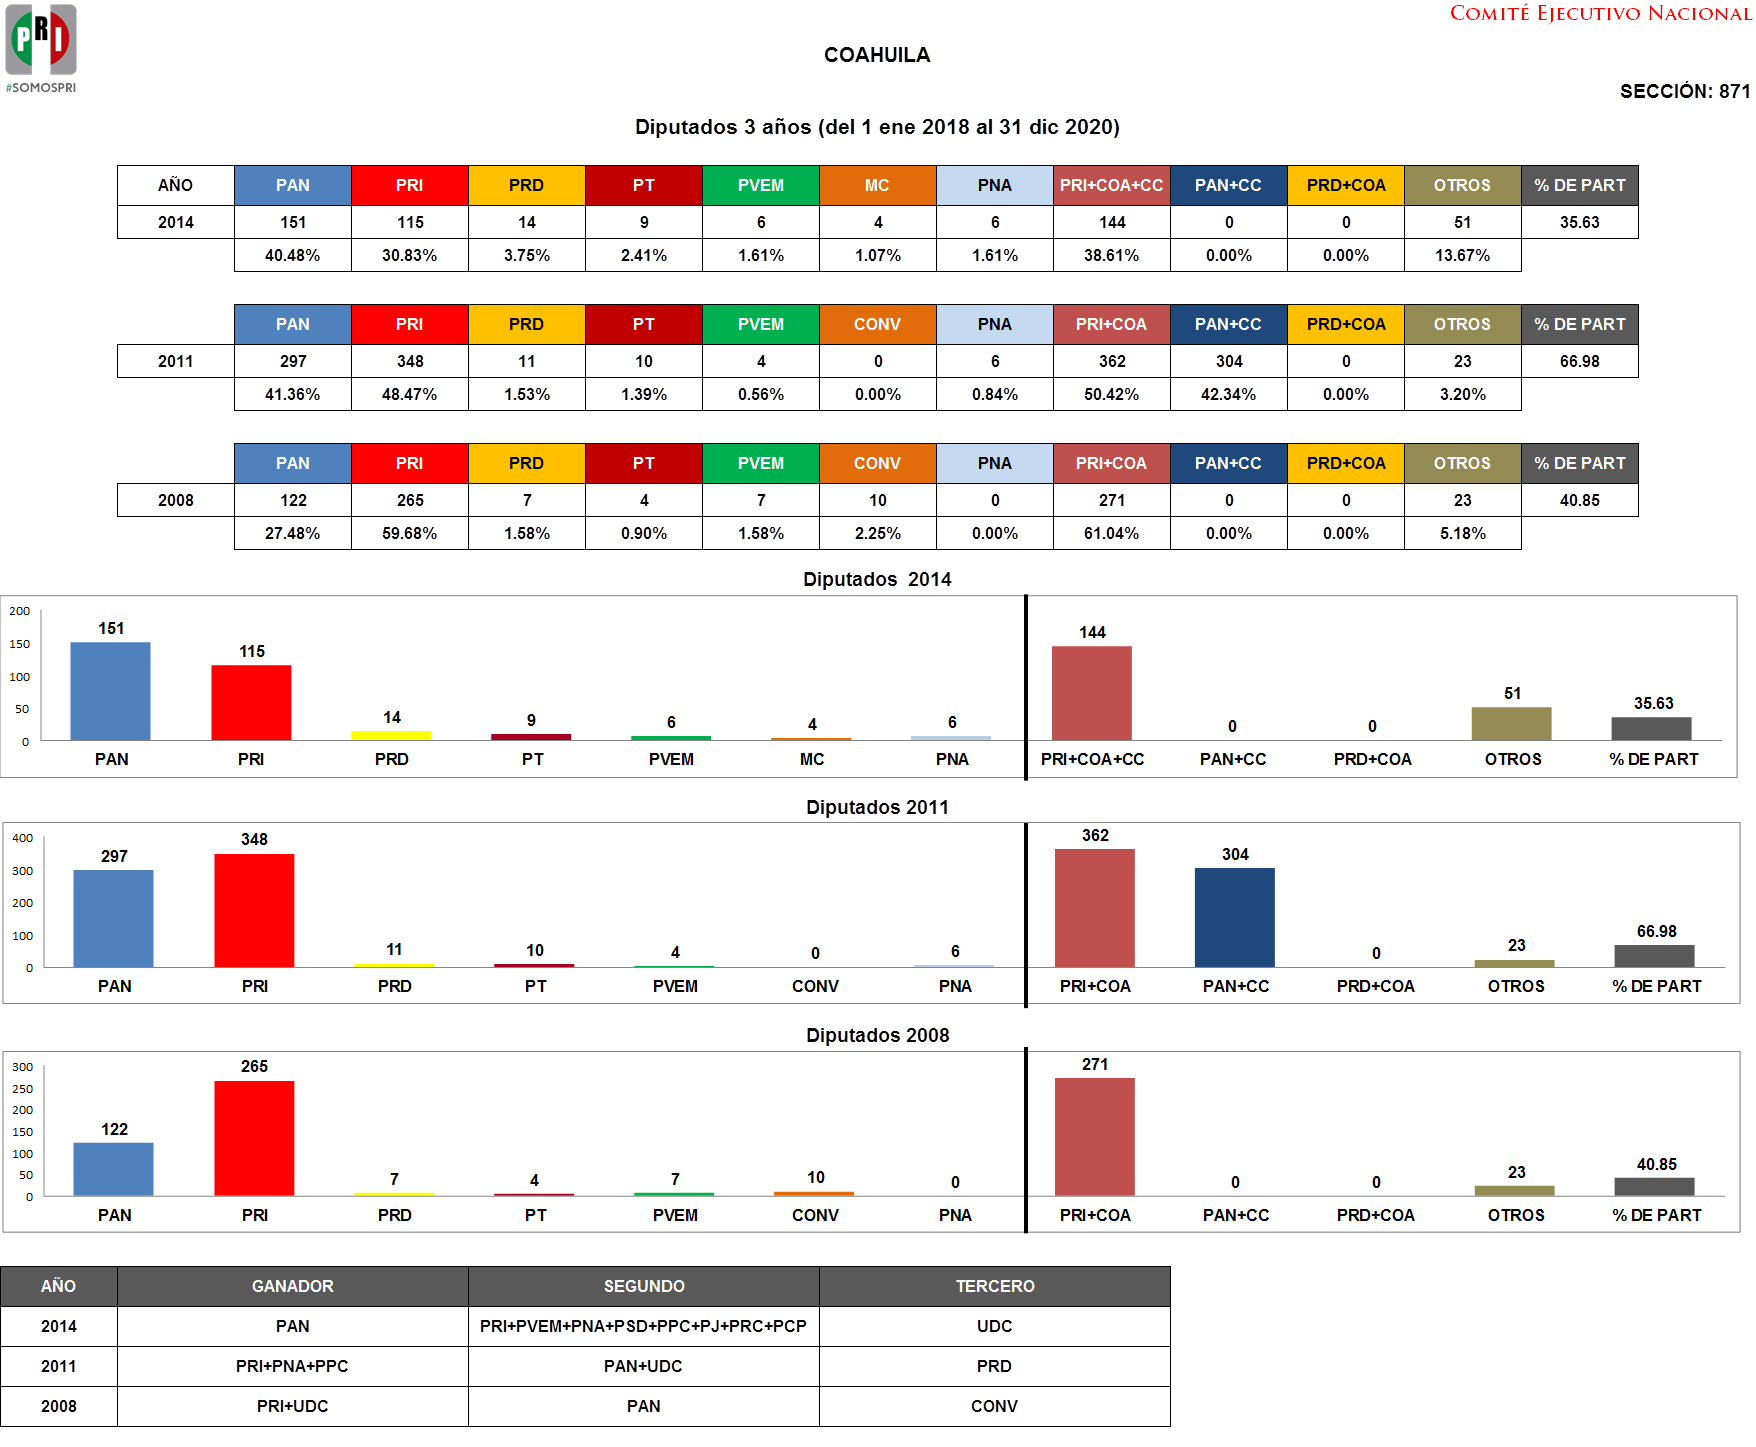 PRI
#SOMOSPRI
COMITÉ EJECUTIVO NACIONAL
COAHUILA
SECCIÓN: 871
Diputados 3 años (del 1 ene 2018 al 31 dic 2020)
AÑO PAN PRI PRD PT PVEM MC PNA PRI+COA+CC PAN+CC PRD+COA OTROS % DE PART
2014 151 115 14 9 6 4 6 144 0 0 51 35.63
40.48% 30.83% 3.75% 2.41% 1.61% 1.07% 1.61% 38.61% 0.00% 0.00% 13.67%
PAN PRI PRD PT PVEM CONV PNA PRI+COA PAN+CC PRD+COA OTROS % DE PART
2011 297 348 11 10 4 0 6 362 304 0 23 66.98
41.36% 48.47% 1.53% 1.39% 0.56% 0.00% 0.84% 50.42% 42.34% 0.00% 3.20%
PAN PRI PRD PT PVEM CONV PNA PRI+COA PAN+CC PRD+COA OTROS % DE PART
2008 122 265 7 4 7 10 0 271 0 0 23 40.85
27.48% 59.68% 1.58% 0.90% 1.58% 2.25% 0.00% 61.04% 0.00% 0.00% 5.18%
Diputados 2014
200
150
100
50
0
151 115 14 9 6 4 6 144 0 0 51 35.63
PAN PRI PRD PT PVEM MC PNA PRI+COA+CC PAN+CC PRD+COA OTROS % DE PART
Diputados 2011
400
300
200
100
0
297 348 11 10 4 0 6 362 304 0 23 66.98
PAN PRI PRD PT PVEM CONV PNA PRI+COA PAN+CC PRD+COA OTROS % DE PART
Diputados 2008
300
250
200
150
100
50
0
122 265 7 4 7 10 0 271 0 0 23 40.85
PAN PRI PRD PT PVEM CONV PNA PRI+COA PAN+CC PRD+COA OTROS % DE PART
AÑO GANADOR SEGUNDO TERCERO
2014 PAN PRI+PVEM+PNA+PSD+PPC+PJ+PRC+PCP UDC
2011 PRI+PNA+PPC PAN+UDC PRD
2008 PRI+UDC PAN CONV